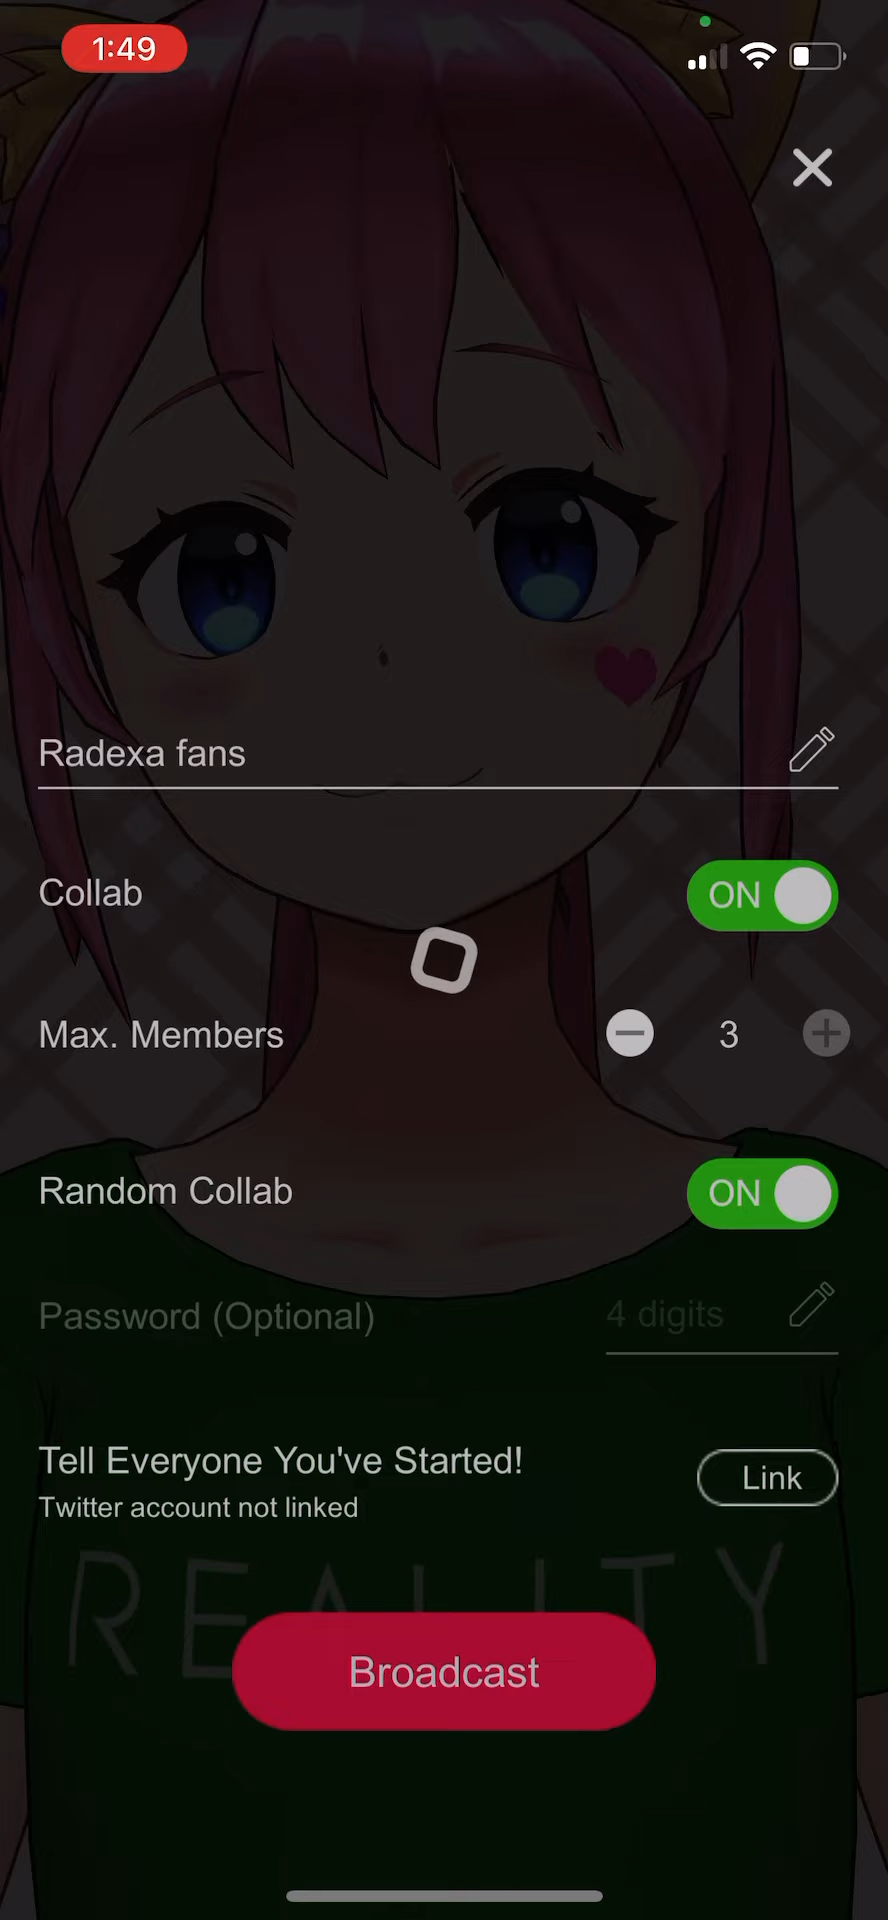 1:49
Radexa fans
Collab
ON
Max. Members
3
Random Collab
ON
Password (Optional)
4 digits
Tell Everyone You've Started!
Link
Twitter account not linked
REALITY
Broadcast